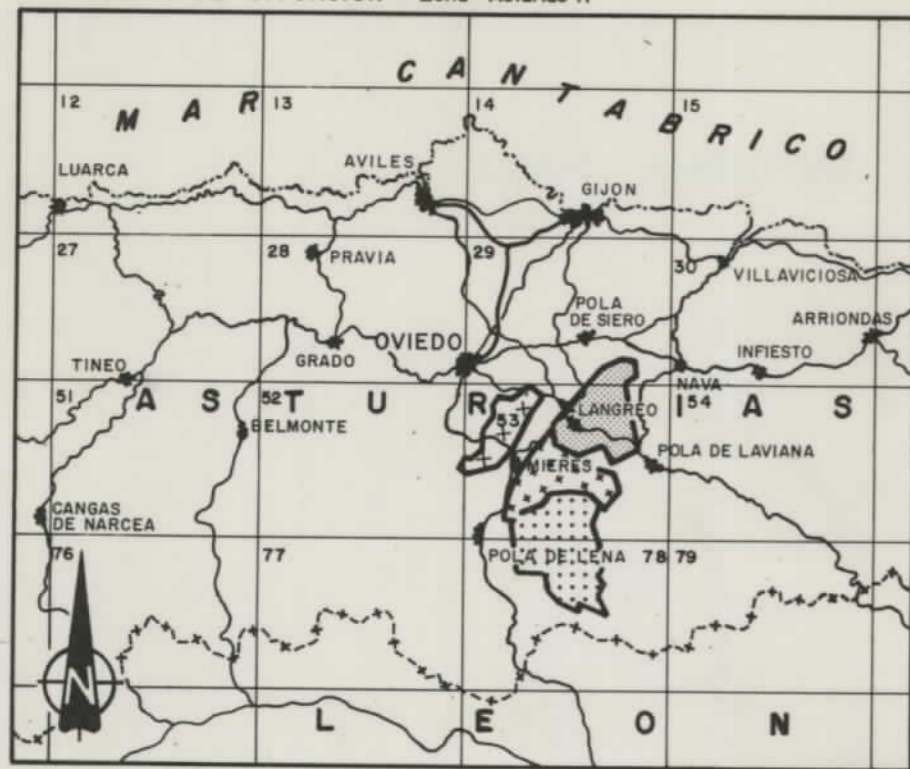 MAR CANTABRICO
12
13
14
15
LUARCA
AVILES
GIJON
27
28
29
30
PRAVIA
VILLAVICIOSA
POLA
DE SIERO
ARRIONDAS
OVIEDO
GRADO
INFIESTO
TINEO
NAVA
51
52
53
54
ASTURIAS
LANGREO
BELMONTE
POLA DE LAVIANA
MIERES
CANGAS
DE NARCEA
76
77
POLA DE LENA
78
79
N
LEON